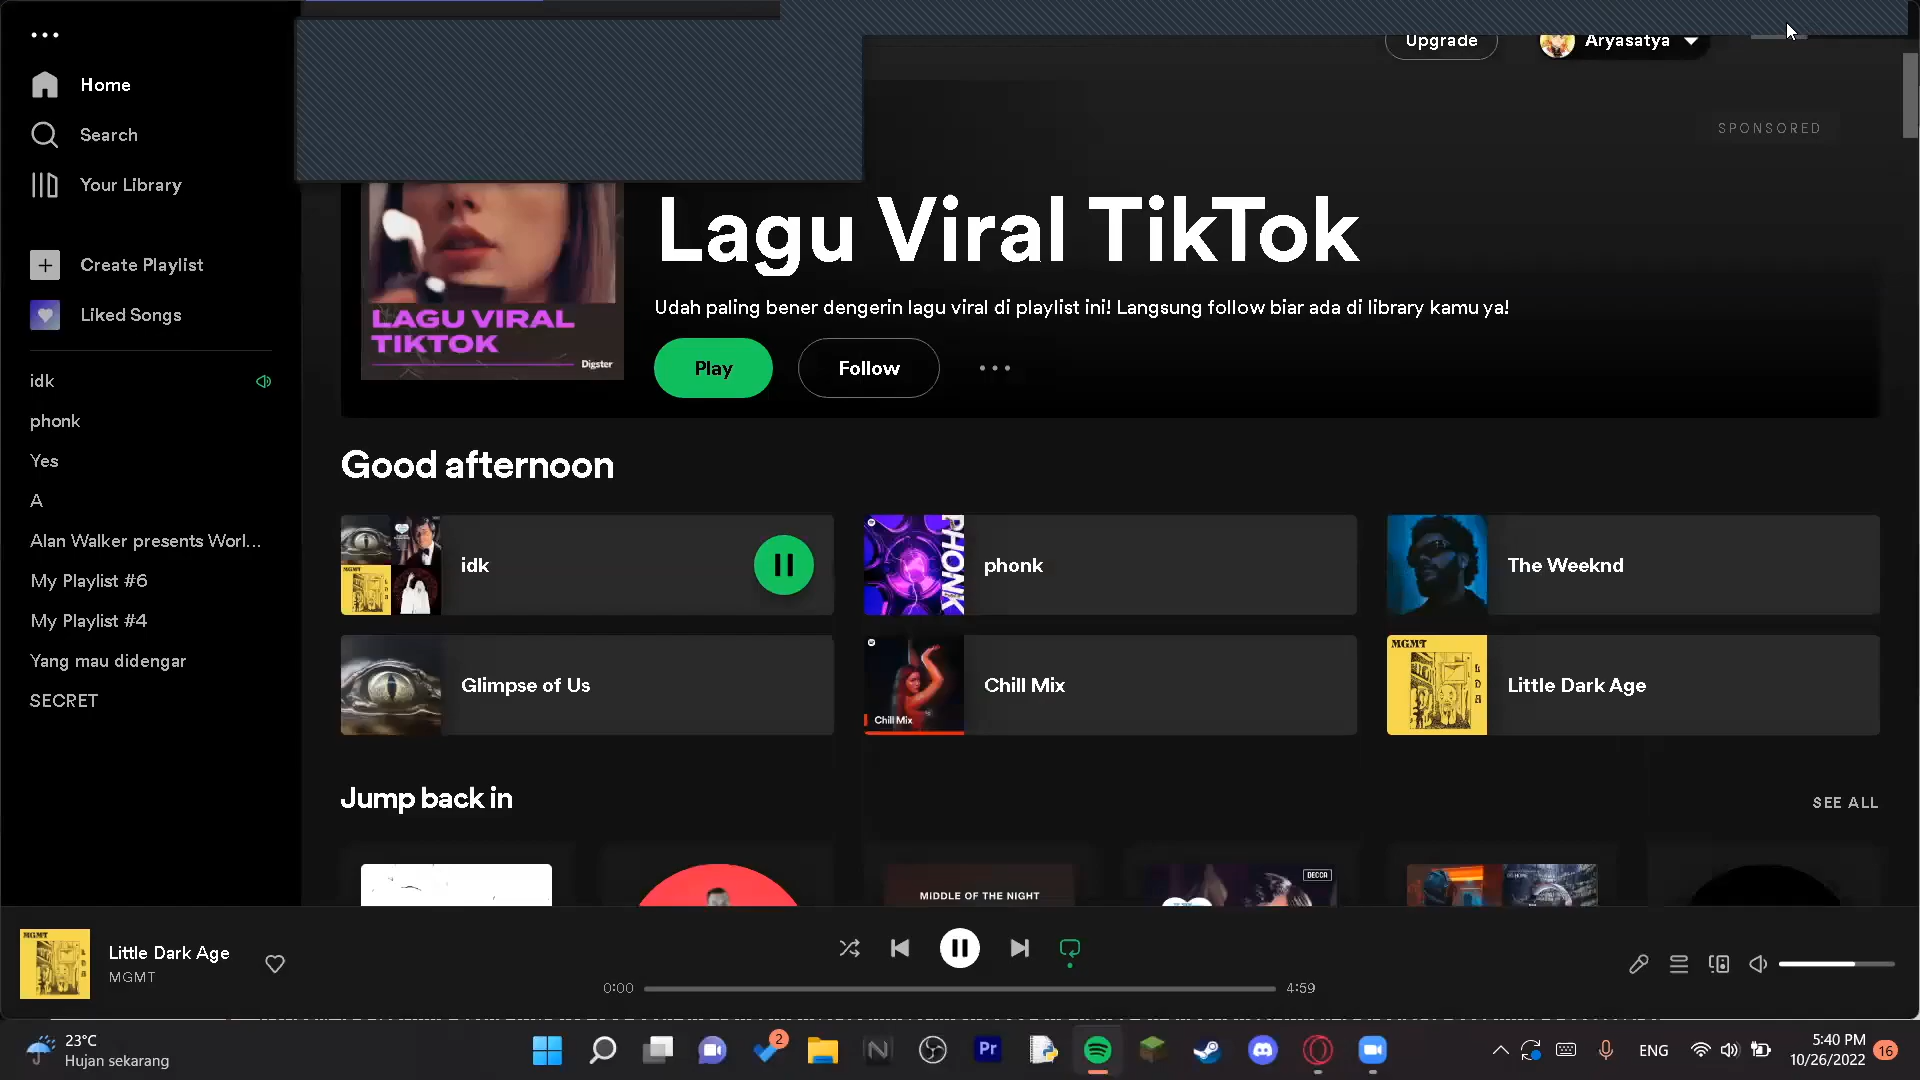 Home
Search
Your Library
Create Playlist
Liked Songs
idk
phonk
Yes
A
Alan Walker presents Worl...
My Playlist #6
My Playlist #4
Yang mau didengar
SECRET
Upgrade
Aryasatya
SPONSORED
LAGU VIRAL
TIKTOK
Digster
Lagu Viral TikTok
Udah paling bener dengerin lagu viral di playlist ini! Langsung follow biar ada di library kamu ya!
Play
Follow
Good afternoon
idk
PHONK
phonk
The Weeknd
Glimpse of Us
Chill Mix
Chill Mix
MGMT
LDA
Little Dark Age
Jump back in
SEE ALL
MIDDLE OF THE NIGHT
DECCA
MGMT
Little Dark Age
MGMT
0:00
4:59
23°C
Hujan sekarang
2
N
Pr
ENG
5:40 PM
10/26/2022
16